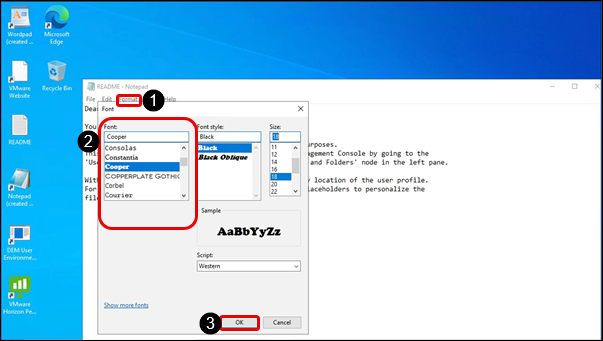 Wordpad
(created ...
Microsoft
Edge
VMware
Website
Recycle Bin
README
Notepad
(created ...
DEM User
Environme...
VMware
Horizon Pe...
README - Notepad
File Edit Format Help
1
Dea
You
urposes.
Thi
agement Console by going to the
'Us
and Folders' node in the left pane.
With
y location of the user profile.
For
laceholders to personalize the
file
Font
2
Font:
Cooper
Consolas
Constantia
Cooper
COPPERPLATE GOTHIC
Corbel
Courier
Font style:
Black
Black
Black Oblique
Size:
18
11
12
14
16
18
20
22
Sample
AaBbYyZz
Script:
Western
Show more fonts
3
OK
Cancel